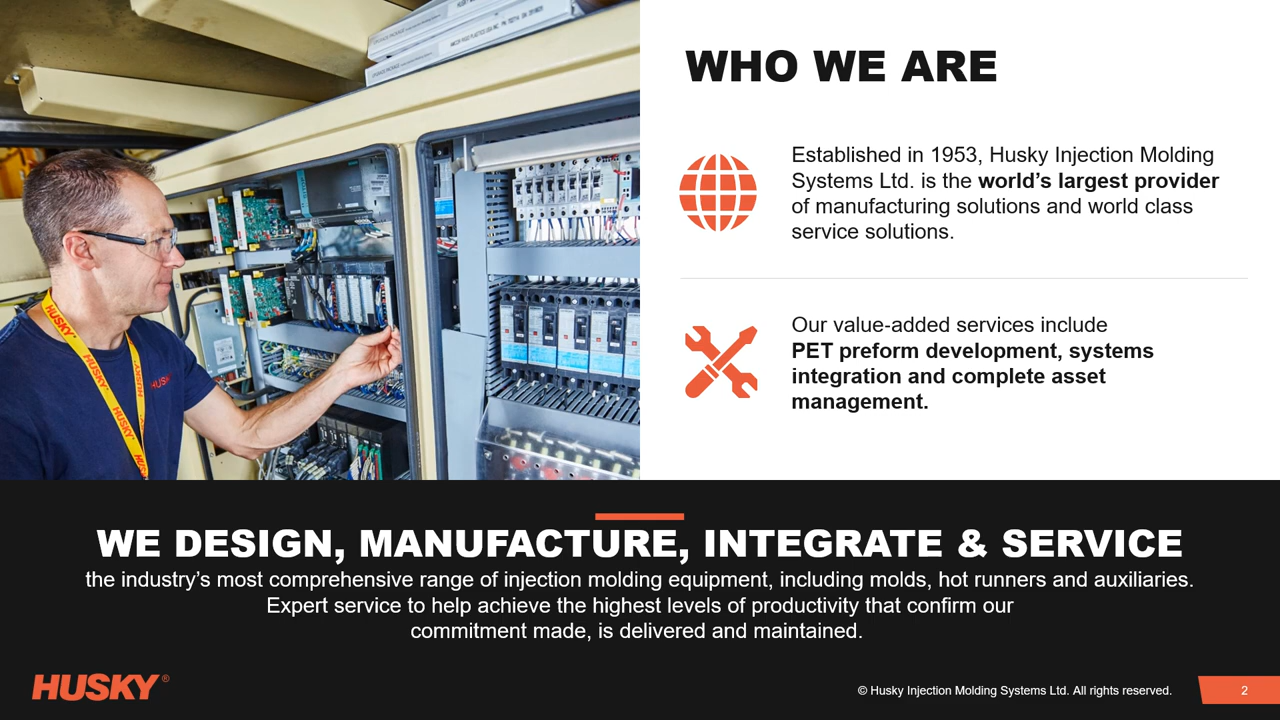 WHO WE ARE
Established in 1953, Husky Injection Molding
Systems Ltd. is the world’s largest provider
of manufacturing solutions and world class
service solutions.
Our value-added services include
PET preform development, systems
integration and complete asset
management.
HUSKY
HUSKY
HUSKY
HUSKY
WE DESIGN, MANUFACTURE, INTEGRATE & SERVICE
the industry’s most comprehensive range of injection molding equipment, including molds, hot runners and auxiliaries.
Expert service to help achieve the highest levels of productivity that confirm our
commitment made, is delivered and maintained.
HUSKY®
© Husky Injection Molding Systems Ltd. All rights reserved.
2